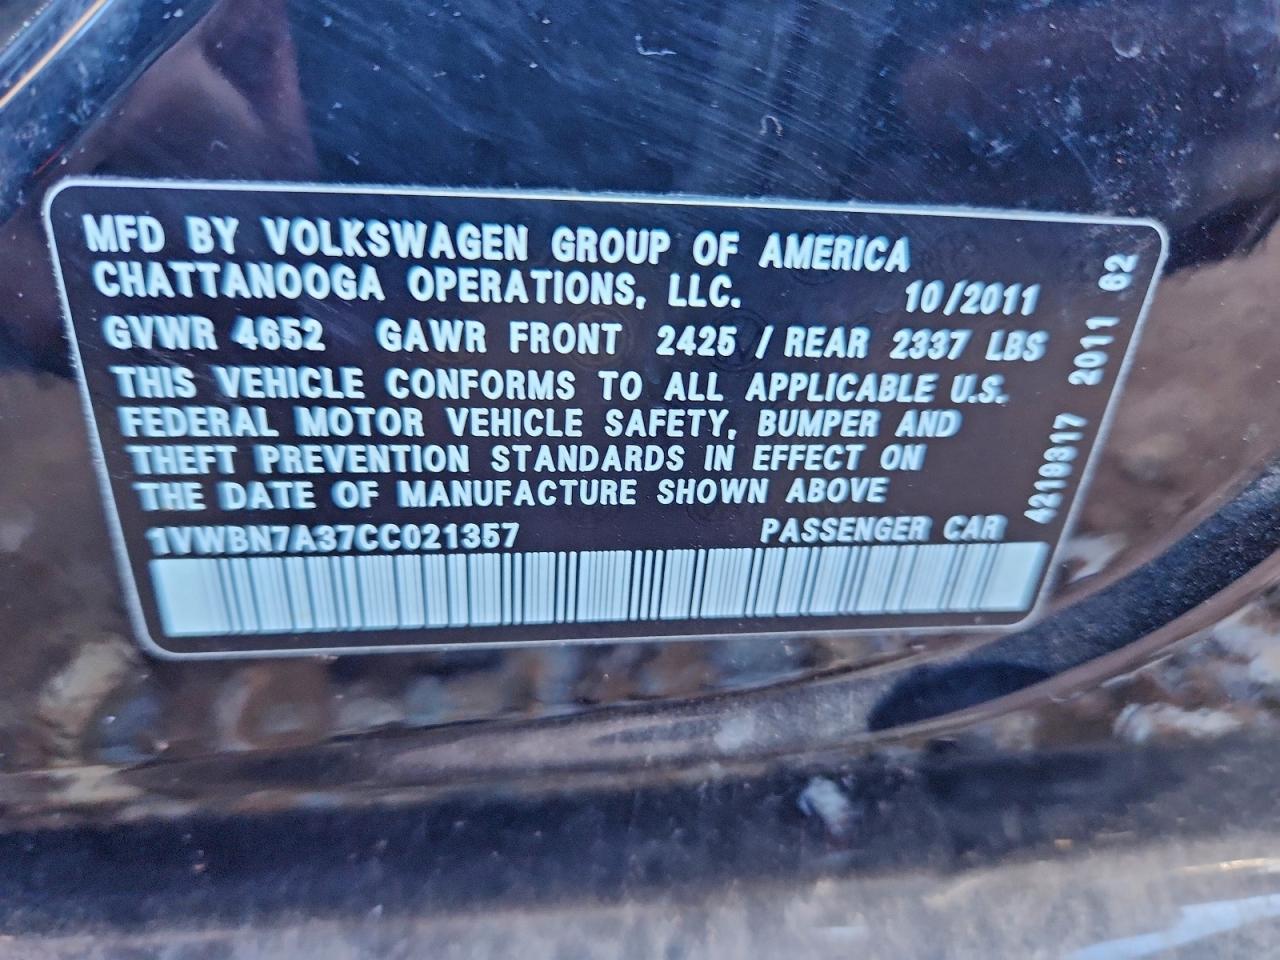 MFD BY VOLKSWAGEN GROUP OF AMERICA
CHATTANOOGA OPERATIONS, LLC. 10/2011
GVWR 4652 GAWR FRONT 2425 / REAR 2337 LBS
THIS VEHICLE CONFORMS TO ALL APPLICABLE U.S.
FEDERAL MOTOR VEHICLE SAFETY, BUMPER AND
THEFT PREVENTION STANDARDS IN EFFECT ON
THE DATE OF MANUFACTURE SHOWN ABOVE
1VWBN7A37CC021357 PASSENGER CAR
4219317 2011 62